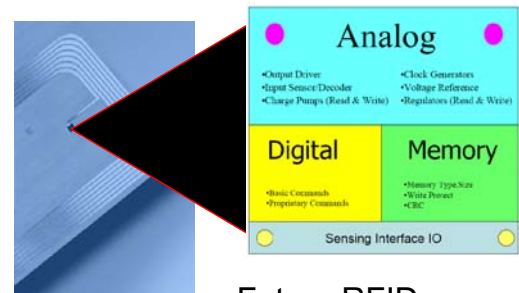 Analog
•Output Driver
•Input Sensor/Decoder
•Charge Pumps (Read & Write)
•Clock Generators
•Voltage Reference
•Regulators (Read & Write)
Digital
•Basic Commands
•Proprietary Commands
Memory
•Memory Type,Size
•Write Protect
•CRC
Sensing Interface IO